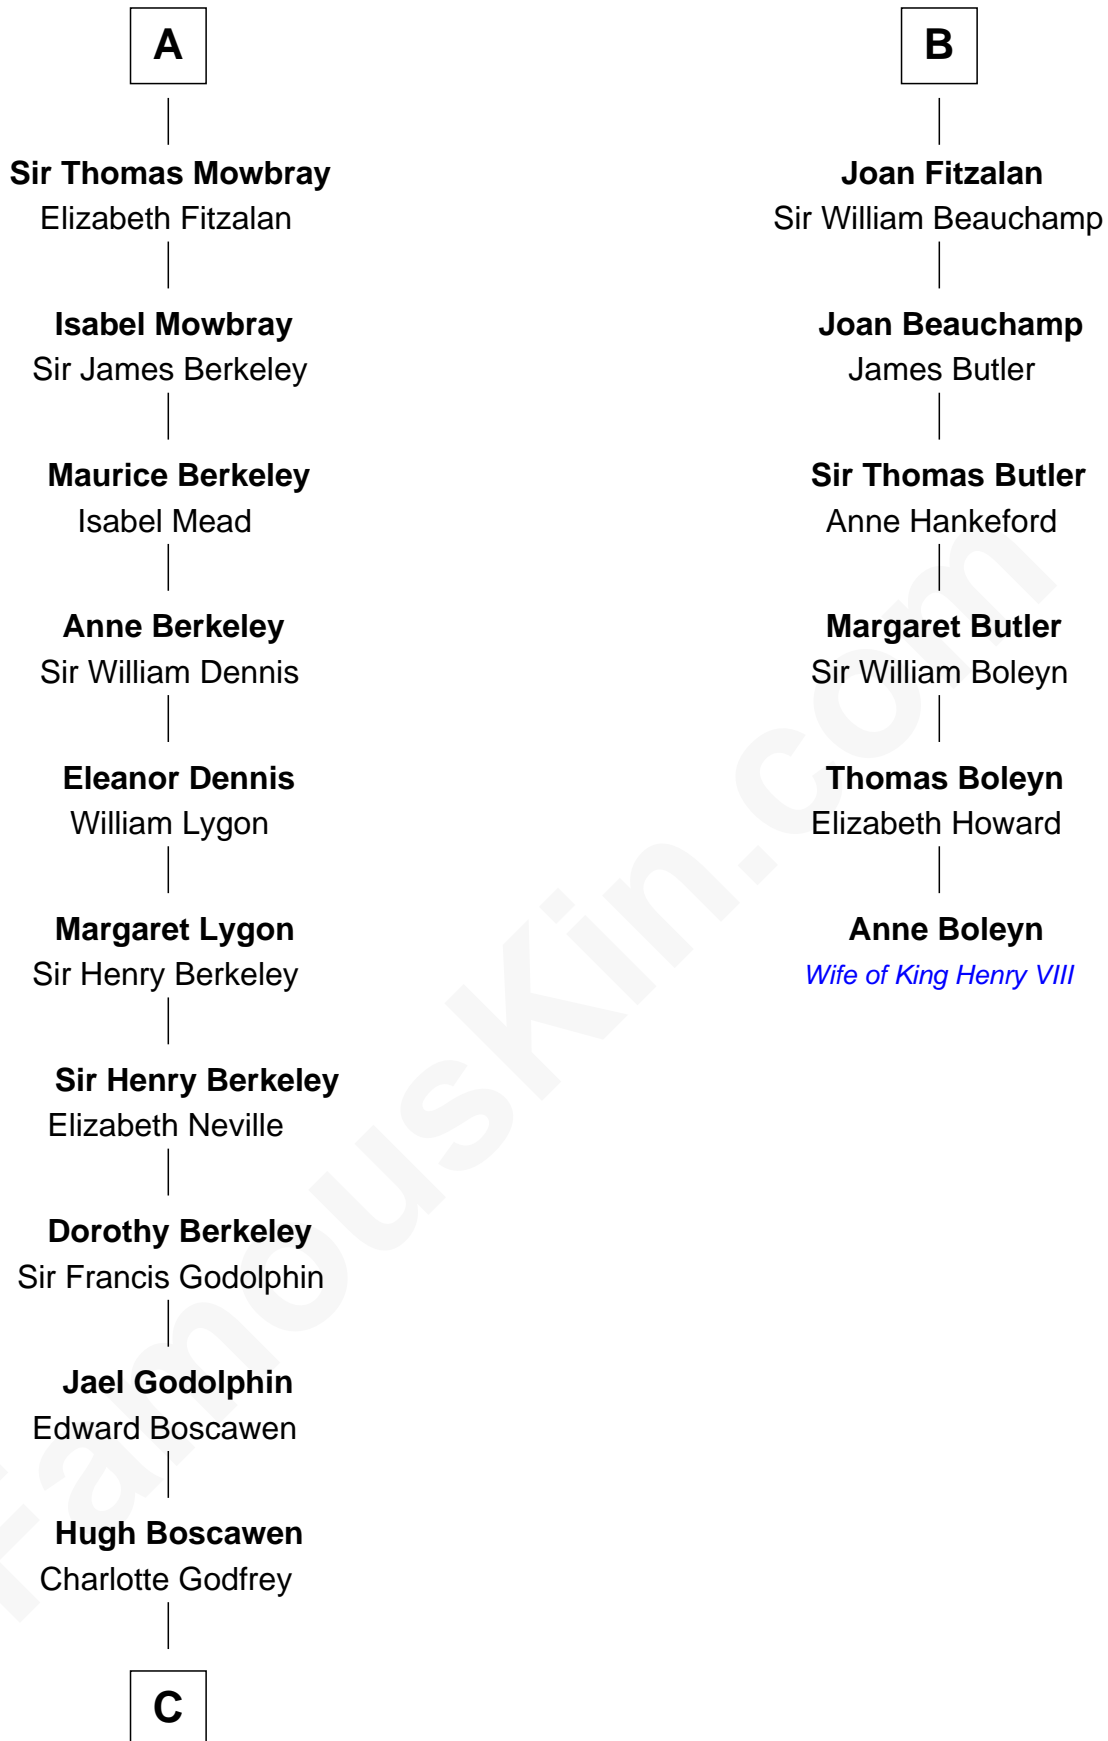 A
Sir Thomas Mowbray
Elizabeth Fitzalan
Isabel Mowbray
Sir James Berkeley
Maurice Berkeley
Isabel Mead
Anne Berkeley
Sir William Dennis
Eleanor Dennis
William Lygon
Margaret Lygon
Sir Henry Berkeley
Sir Henry Berkeley
Elizabeth Neville
Dorothy Berkeley
Sir Francis Godolphin
Jael Godolphin
Edward Boscawen
Hugh Boscawen
Charlotte Godfrey
C
B
Joan Fitzalan
Sir William Beauchamp
Joan Beauchamp
James Butler
Sir Thomas Butler
Anne Hankeford
Margaret Butler
Sir William Boleyn
Thomas Boleyn
Elizabeth Howard
Anne Boleyn
Wife of King Henry VIII
FamousKin.com